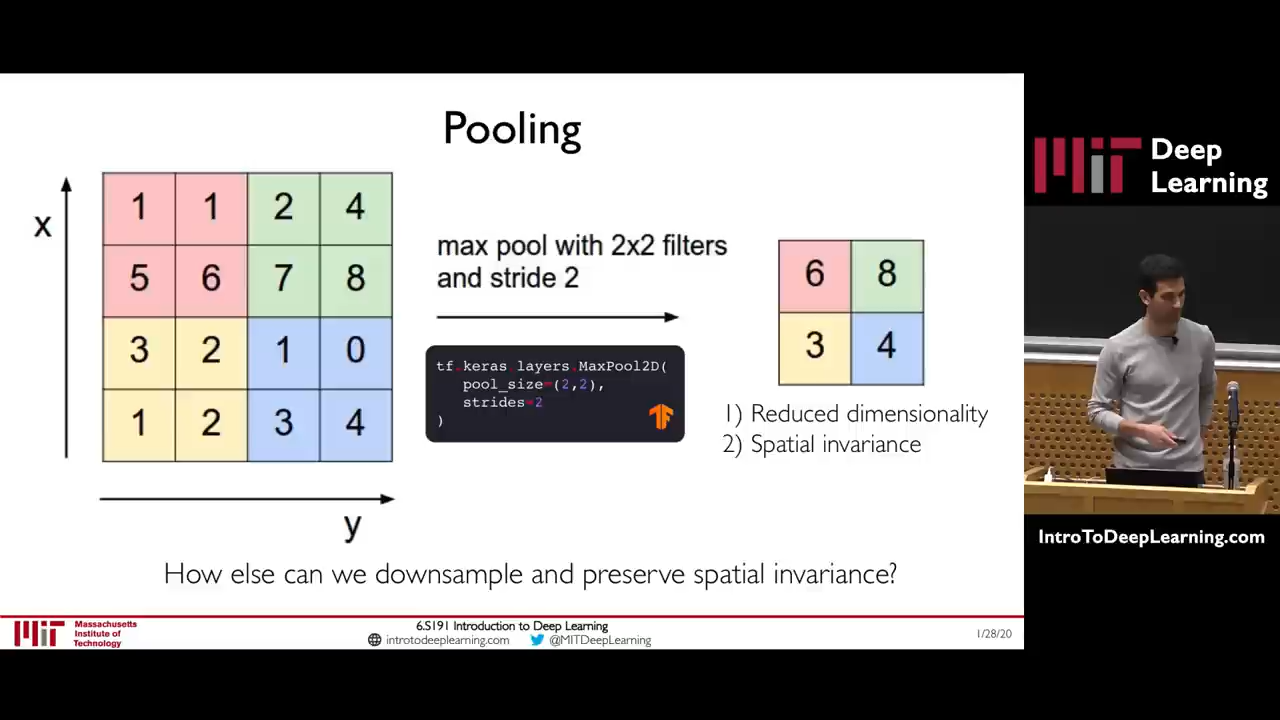 Pooling
x
1 1 2 4
5 6 7 8
3 2 1 0
1 2 3 4
y
max pool with 2x2 filters
and stride 2
tf.keras.layers.MaxPool2D(
pool_size=(2,2),
strides=2
)
6 8
3 4
1) Reduced dimensionality
2) Spatial invariance
How else can we downsample and preserve spatial invariance?
Massachusetts
Institute of
Technology
6.S191 Introduction to Deep Learning
introtodeeplearning.com @MITDeepLearning
1/28/20
MIT
Deep
Learning
IntroToDeepLearning.com